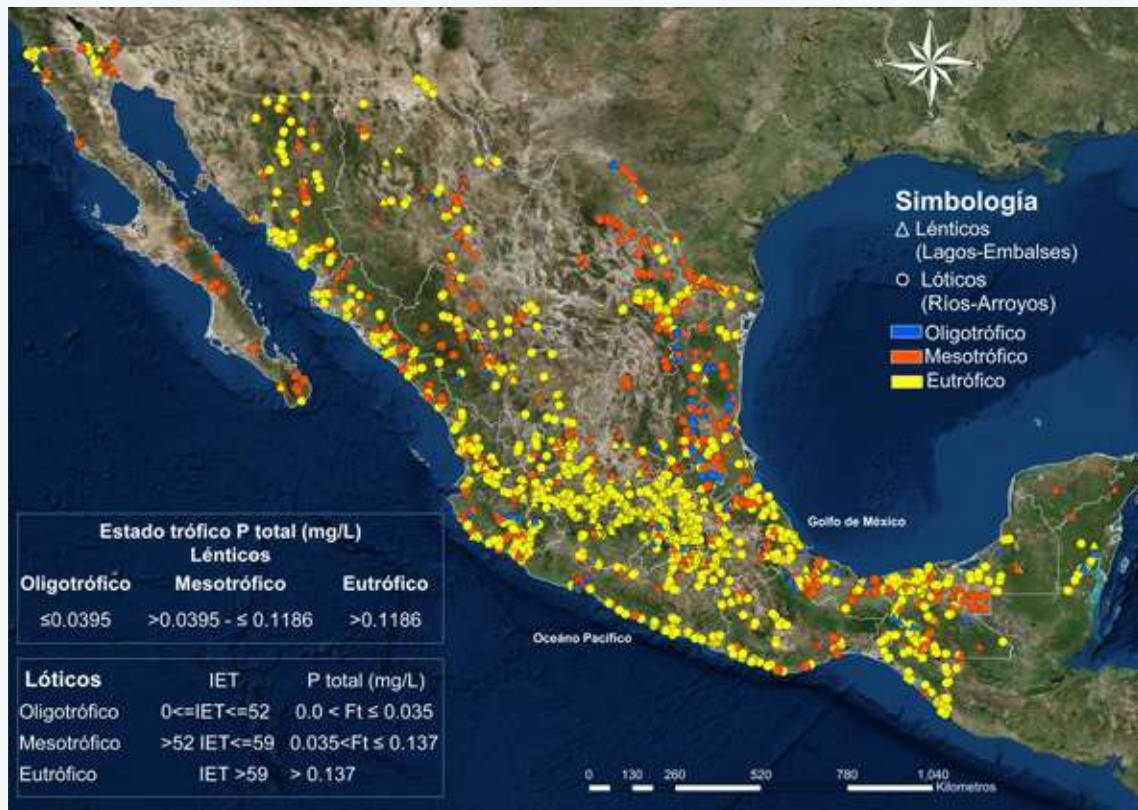 Simbología
Lénticos
(Lagos-Embalses)
Lóticos
(Ríos-Arroyos)
Oligotrófico
Mesotrófico
Eutrófico
Golfo de México
Oceáno Pacífico
Estado trófico P total (mg/L)
Lénticos
Oligotrófico Mesotrófico Eutrófico
≤0.0395 >0.0395 - ≤ 0.1186 >0.1186
Lóticos IET P total (mg/L)
Oligotrófico 0<=IET<=52 0.0 < Ft ≤ 0.035
Mesotrófico >52 IET<=59 0.035<Ft ≤ 0.137
Eutrófico IET >59 > 0.137
0 130 260 520 780 1,040
Kilometros